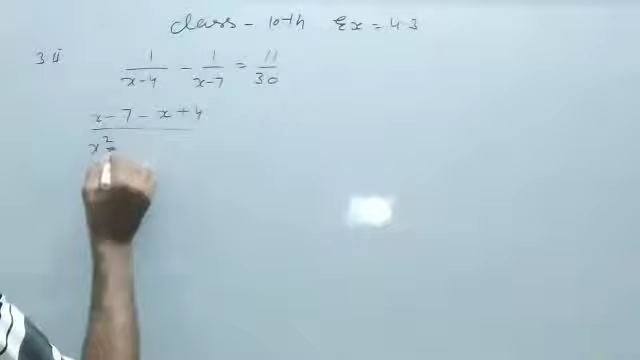 class - 10th Ex = 4.3
3 ii 1/(x-4) - 1/(x-7) = 11/30
x - 7 - x + 4
x²